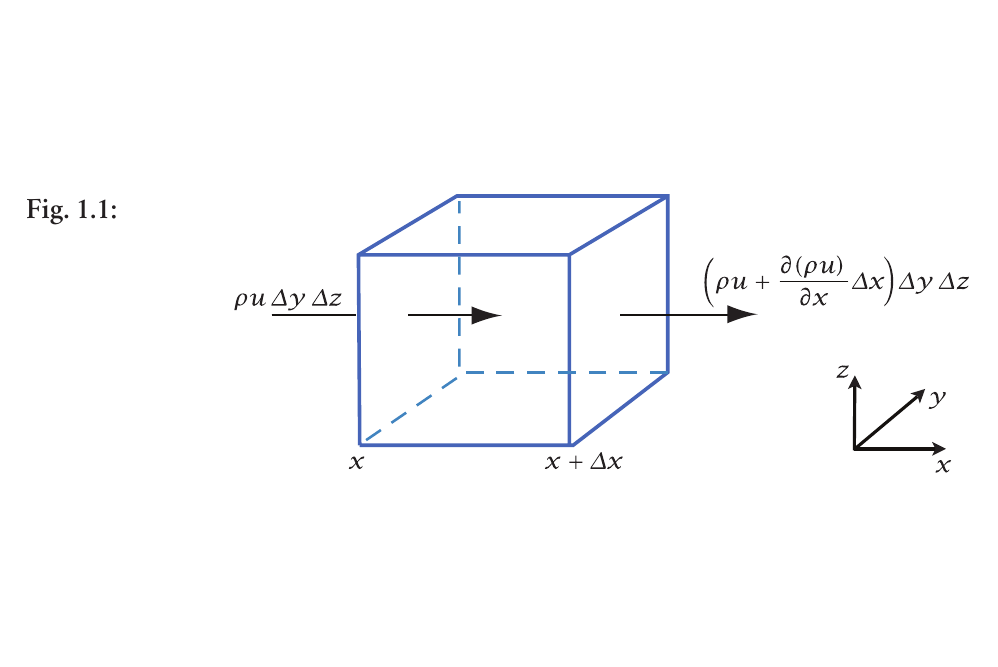 Fig. 1.1:
ρu Δy Δz
(ρu + ∂(ρu)/∂x Δx) Δy Δz
z
y
x
x
x + Δx